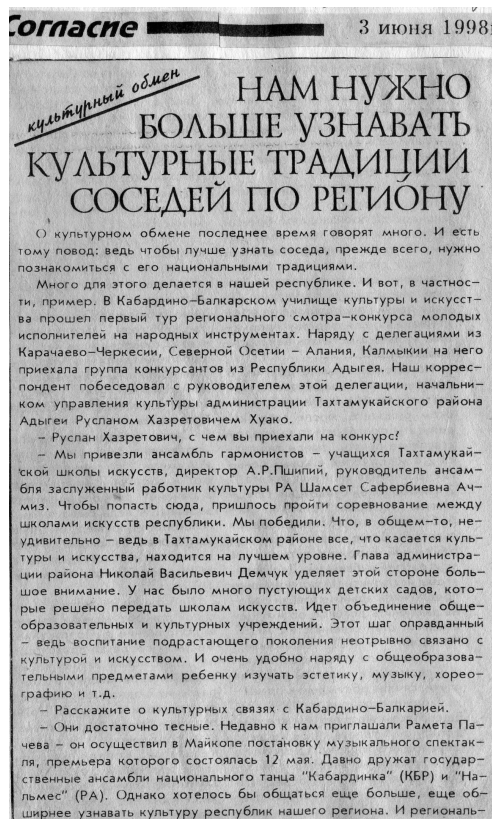 Согласие
3 июня 1998г
культурный обмен
НАМ НУЖНО
БОЛЬШЕ УЗНАВАТЬ
КУЛЬТУРНЫЕ ТРАДИЦИИ
СОСЕДЕЙ ПО РЕГИОНУ
О культурном обмене последнее время говорят много. И есть
тому повод: ведь чтобы лучше узнать соседа, прежде всего, нужно
познакомиться с его национальными традициями.
Много для этого делается в нашей республике. И вот, в частнос-
ти, пример. В Кабардино-Балкарском училище культуры и искусст-
ва прошел первый тур регионального смотра-конкурса молодых
исполнителей на народных инструментах. Наряду с делегациями из
Карачаево-Черкесии, Северной Осетии – Алания, Калмыкии на него
приехала группа конкурсантов из Республики Адыгея. Наш коррес-
пондент побеседовал с руководителем этой делегации, начальни-
ком управления культуры администрации Тахтамукайского района
Адыгеи Русланом Хазретовичем Хуако.
– Руслан Хазретович, с чем вы приехали на конкурс?
– Мы привезли ансамбль гармонистов – учащихся Тахтамукай-
ской школы искусств, директор А.Р.Пшипий, руководитель ансам-
бля заслуженный работник культуры РА Шамсет Сафербиевна Ач-
миз. Чтобы попасть сюда, пришлось пройти соревнование между
школами искусств республики. Мы победили. Что, в общем-то, не-
удивительно – ведь в Тахтамукайском районе все, что касается куль-
туры и искусства, находится на лучшем уровне. Глава администра-
ции района Николай Васильевич Демчук уделяет этой стороне боль-
шое внимание. У нас было много пустующих детских садов, кото-
рые решено передать школам искусств. Идет объединение обще-
образовательных и культурных учреждений. Этот шаг оправданный
– ведь воспитание подрастающего поколения неотрывно связано с
культурой и искусством. И очень удобно наряду с общеобразова-
тельными предметами ребенку изучать эстетику, музыку, хорео-
графию и т.д.
– Расскажите о культурных связях с Кабардино-Балкарией.
– Они достаточно тесные. Недавно к нам приглашали Рамета Па-
чева – он осуществил в Майкопе постановку музыкального спектак-
ля, премьера которого состоялась 12 мая. Давно дружат государ-
ственные ансамбли национального танца "Кабардинка" (КБР) и "На-
льмес" (РА). Однако хотелось бы общаться еще больше, еще об-
ширнее узнавать культуру республик нашего региона. И региональ-